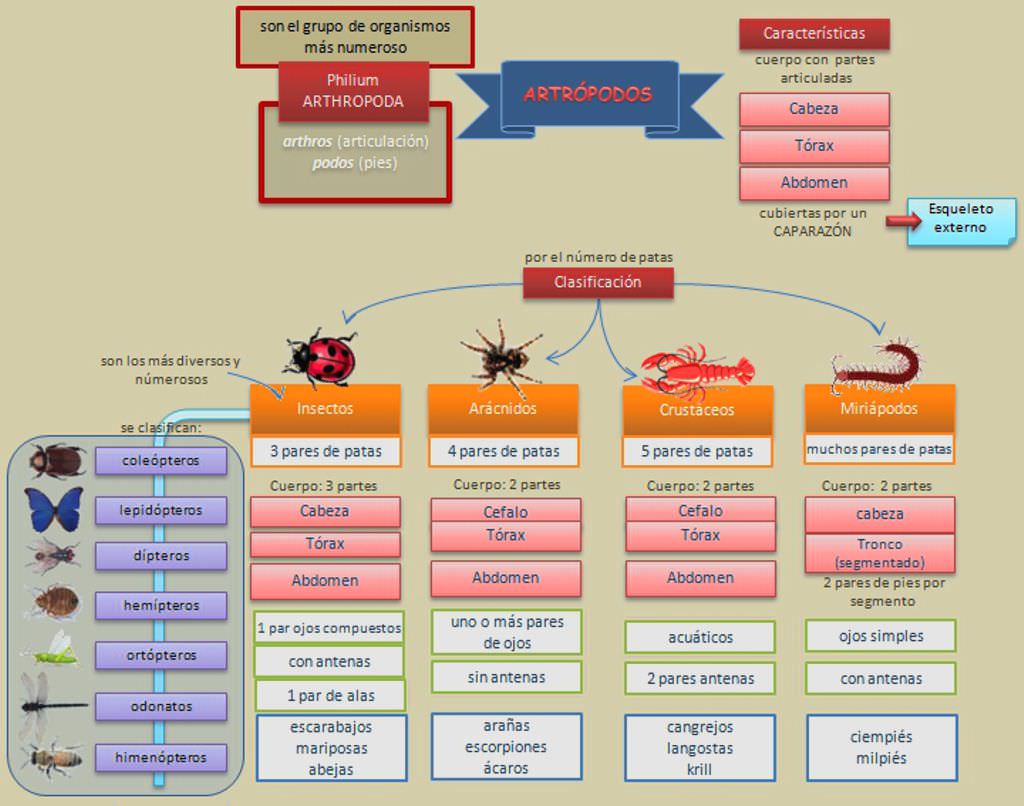 son el grupo de organismos
más numeroso
Philium
ARTHROPODA
arthros (articulación)
podos (pies)
ARTRÓPODOS
Características
cuerpo con partes
articuladas
Cabeza
Tórax
Abdomen
cubiertas por un
CAPARAZÓN
Esqueleto
externo
por el número de patas
Clasificación
son los más diversos y
númerosos
se clasifican:
coleópteros
lepidópteros
dípteros
hemípteros
ortópteros
odonatos
himenópteros
Insectos
3 pares de patas
Cuerpo: 3 partes
Cabeza
Tórax
Abdomen
1 par ojos compuestos
con antenas
1 par de alas
escarabajos
mariposas
abejas
Arácnidos
4 pares de patas
Cuerpo: 2 partes
Cefalo
Tórax
Abdomen
uno o más pares
de ojos
sin antenas
arañas
escorpiones
ácaros
Crustáceos
5 pares de patas
Cuerpo: 2 partes
Cefalo
Tórax
Abdomen
acuáticos
2 pares antenas
cangrejos
langostas
krill
Miriápodos
muchos pares de patas
Cuerpo: 2 partes
cabeza
Tronco
(segmentado)
2 pares de pies por
segmento
ojos simples
con antenas
ciempiés
milpiés